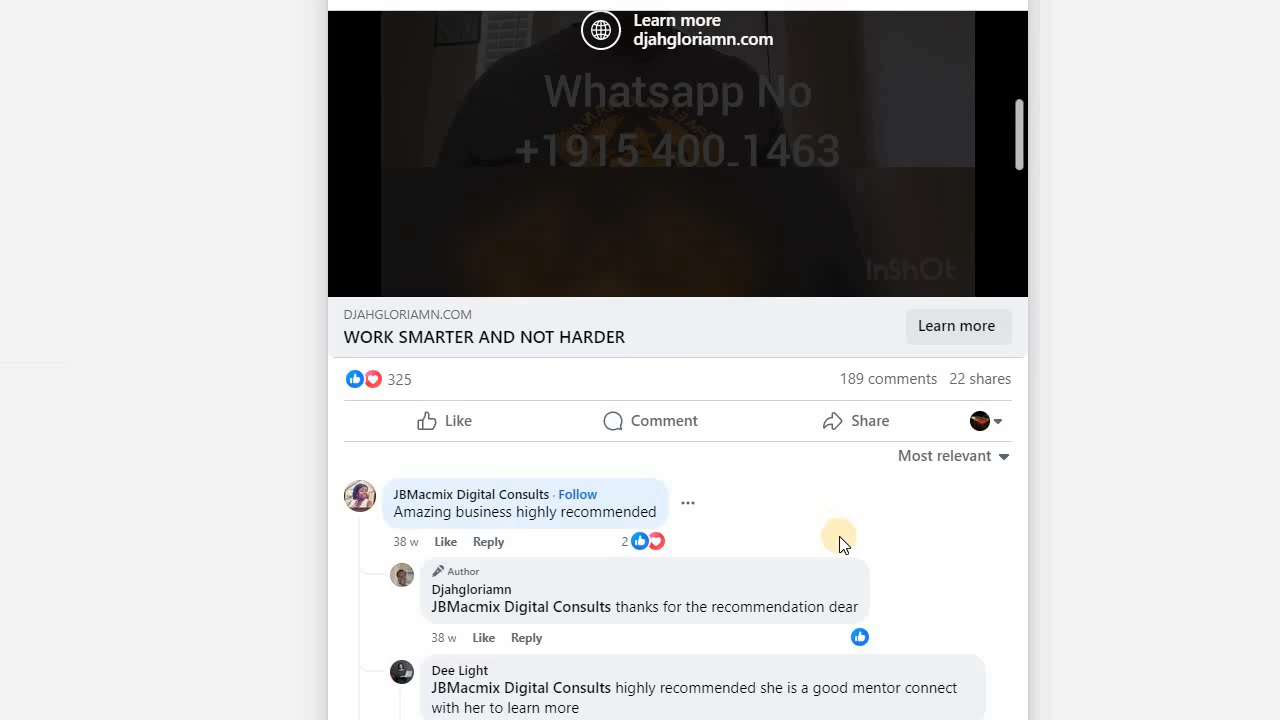 Learn more
djahgloriamn.com
Whatsapp No
+1915 400_1463
InShOt
DJAHGLORIAMN.COM
WORK SMARTER AND NOT HARDER
Learn more
325
189 comments 22 shares
Like Comment Share
Most relevant
JBMacmix Digital Consults · Follow
Amazing business highly recommended
38 w Like Reply 2
Author
Djahgloriamn
JBMacmix Digital Consults thanks for the recommendation dear
38 w Like Reply
Dee Light
JBMacmix Digital Consults highly recommended she is a good mentor connect
with her to learn more